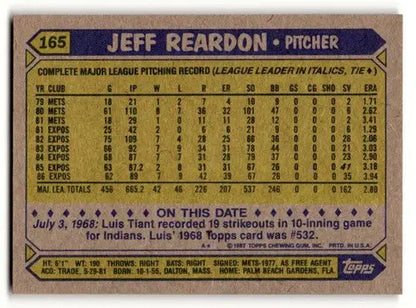 165 JEFF REARDON • PITCHER
COMPLETE MAJOR LEAGUE PITCHING RECORD (LEAGUE LEADER IN ITALICS, TIE ♦)
YR CLUB G IP W L R ER SO BB GS CG SHO SV ERA
79 METS 18 21 1 2 7 4 10 9 0 0 0 2 1.71
80 METS 61 110 8 7 36 32 101 47 0 0 0 6 2.62
81 METS 18 1 0 11 11 28 12 0 0 0 2 3.41
81 EXPOS 25 2 0 6 6 21 9 0 0 0 6
82 EXPOS 75 109 7 4 28 25 86 36 0 0 0 26 2.06
83 EXPOS 66 92 7 9 34 31 78 44 0 0 0 21 3.03
84 EXPOS 68 87 7 7 31 28 79 37 0 0 0 23 2.90
85 EXPOS 63 87.2 2 8 31 31 67 26 0 0 0 41 3.18
86 EXPOS 62 89 7 9 42 39 67 26 0 0 0 35 3.94
MAJ. LEA. TOTALS 456 665.2 42 46 226 207 537 246 0 0 0 162 2.80
ON THIS DATE
July 3, 1968: Luis Tiant recorded 19 strikeouts in 10-inning game
for Indians. Luis' 1968 Topps card was #532.
© 1987 TOPPS CHEWING GUM, INC. PRTD. IN U.S.A.
HT: 6'1" WT: 190 THROWS: RIGHT BATS: RIGHT SIGNED: METS-1977, AS FREE AGENT
ACQ: TRADE, 5-29-81 BORN: 10-1-55, DALTON, MASS. HOME: PALM BEACH GARDENS, FLA.
Topps